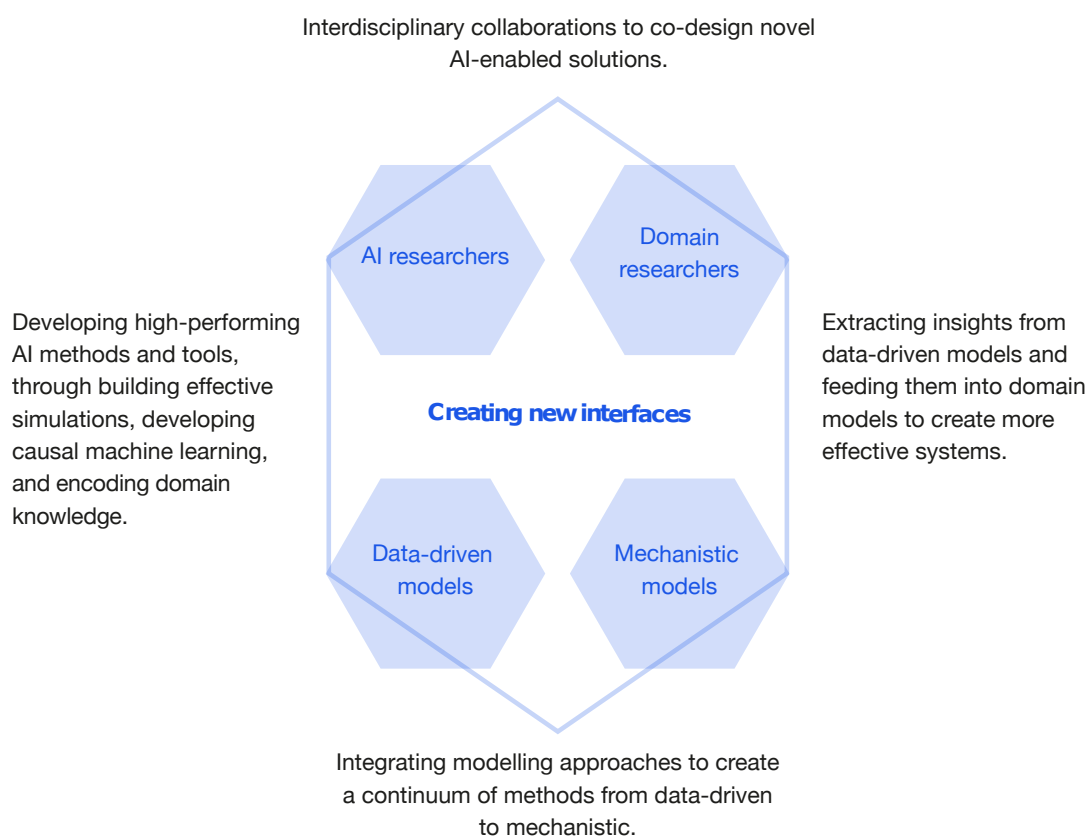 Interdisciplinary collaborations to co-design novel
AI-enabled solutions.
AI researchers
Domain
researchers
Developing high-performing
AI methods and tools,
through building effective
simulations, developing
causal machine learning,
and encoding domain
knowledge.
Creating new interfaces
Extracting insights from
data-driven models and
feeding them into domain
models to create more
effective systems.
Data-driven
models
Mechanistic
models
Integrating modelling approaches to create
a continuum of methods from data-driven
to mechanistic.